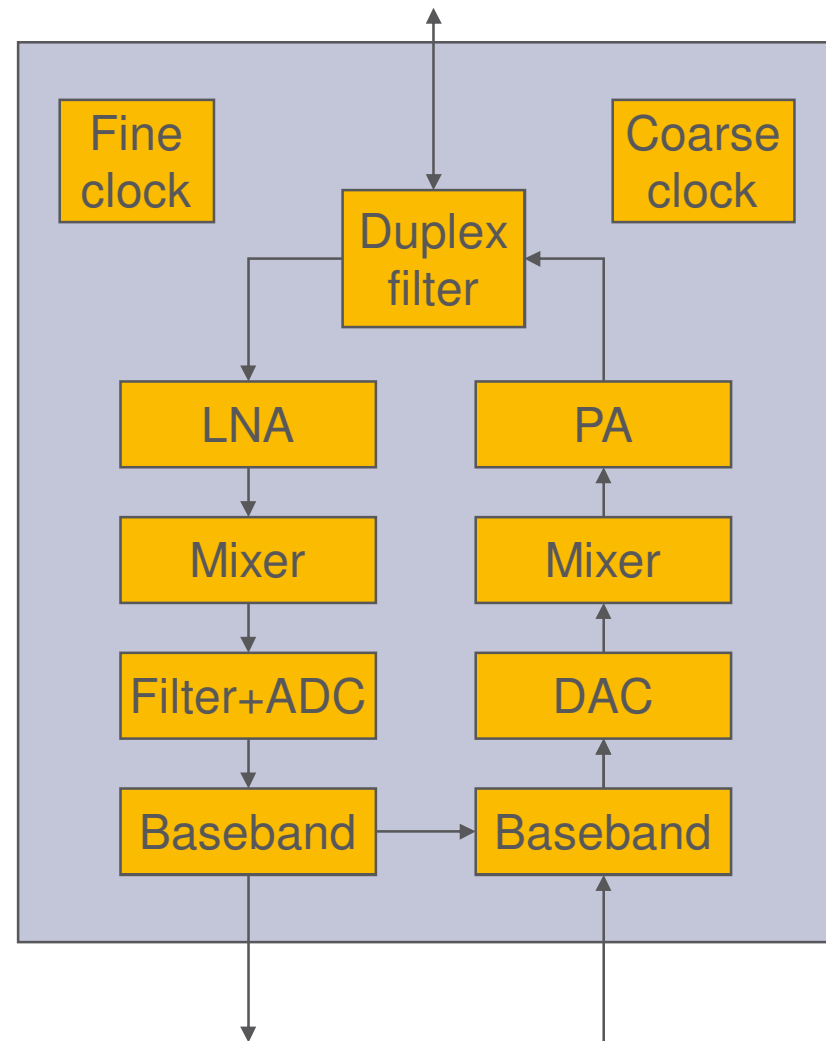 Fine
clock
Coarse
clock
Duplex
filter
LNA
PA
Mixer
Mixer
Filter+ADC
DAC
Baseband
Baseband